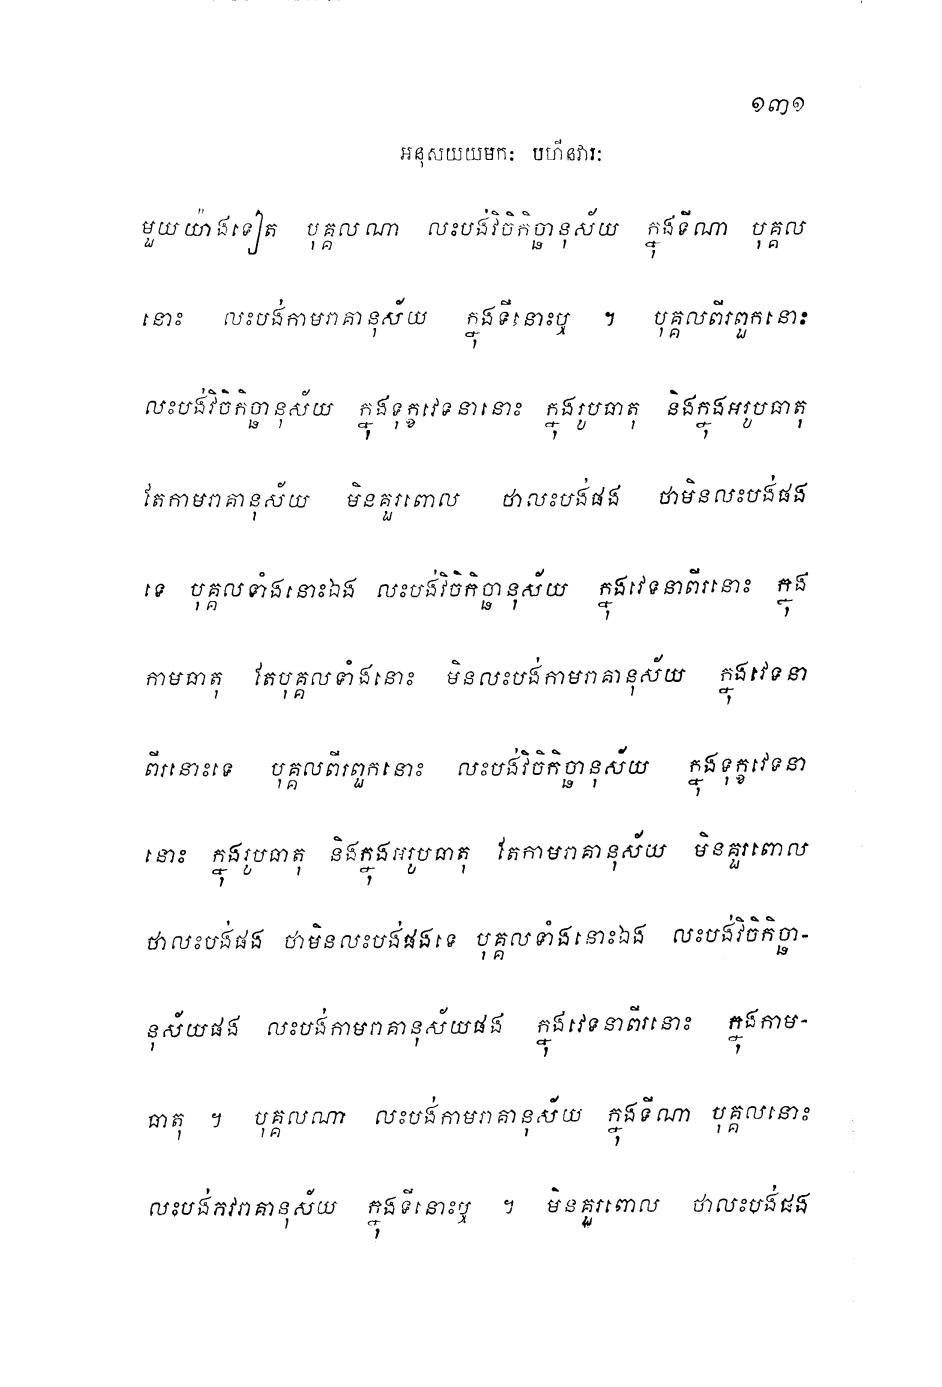 ១៣១
អនុសយយមកៈ បហីនវារៈ
មួយយ៉ាងទៀត បុគ្គលណា លះបង់វិចិកិច្ឆានុស័យ ក្នុងទីណា បុគ្គល
នោះ លះបង់កាមរាគានុស័យ ក្នុងទីនោះឬ ។ បុគ្គលពីរពួកនោះ
លះបង់វិចិកិច្ឆានុស័យ ក្នុងទុក្ខវេទនានោះ ក្នុងរូបធាតុ និងក្នុងអរូបធាតុ
តែកាមរាគានុស័យ មិនគួរពោល ថាលះបង់ផង ថាមិនលះបង់ផង
ទេ បុគ្គលទាំងនោះឯង លះបង់វិចិកិច្ឆានុស័យ ក្នុងវេទនាពីរនោះ ក្នុង
កាមធាតុ តែបុគ្គលទាំងនោះ មិនលះបង់កាមរាគានុស័យ ក្នុងវេទនា
ពីរនោះទេ បុគ្គលពីរពួកនោះ លះបង់វិចិកិច្ឆានុស័យ ក្នុងទុក្ខវេទនា
នោះ ក្នុងរូបធាតុ និងក្នុងអរូបធាតុ តែកាមរាគានុស័យ មិនគួរពោល
ថាលះបង់ផង ថាមិនលះបង់ផងទេ បុគ្គលទាំងនោះឯង លះបង់វិចិកិច្ឆា-
នុស័យផង លះបង់កាមរាគានុស័យផង ក្នុងវេទនាពីរនោះ ក្នុងកាម-
ធាតុ ។ បុគ្គលណា លះបង់កាមរាគានុស័យ ក្នុងទីណា បុគ្គលនោះ
លះបង់ភវរាគានុស័យ ក្នុងទីនោះឬ ។ មិនគួរពោល ថាលះបង់ផង